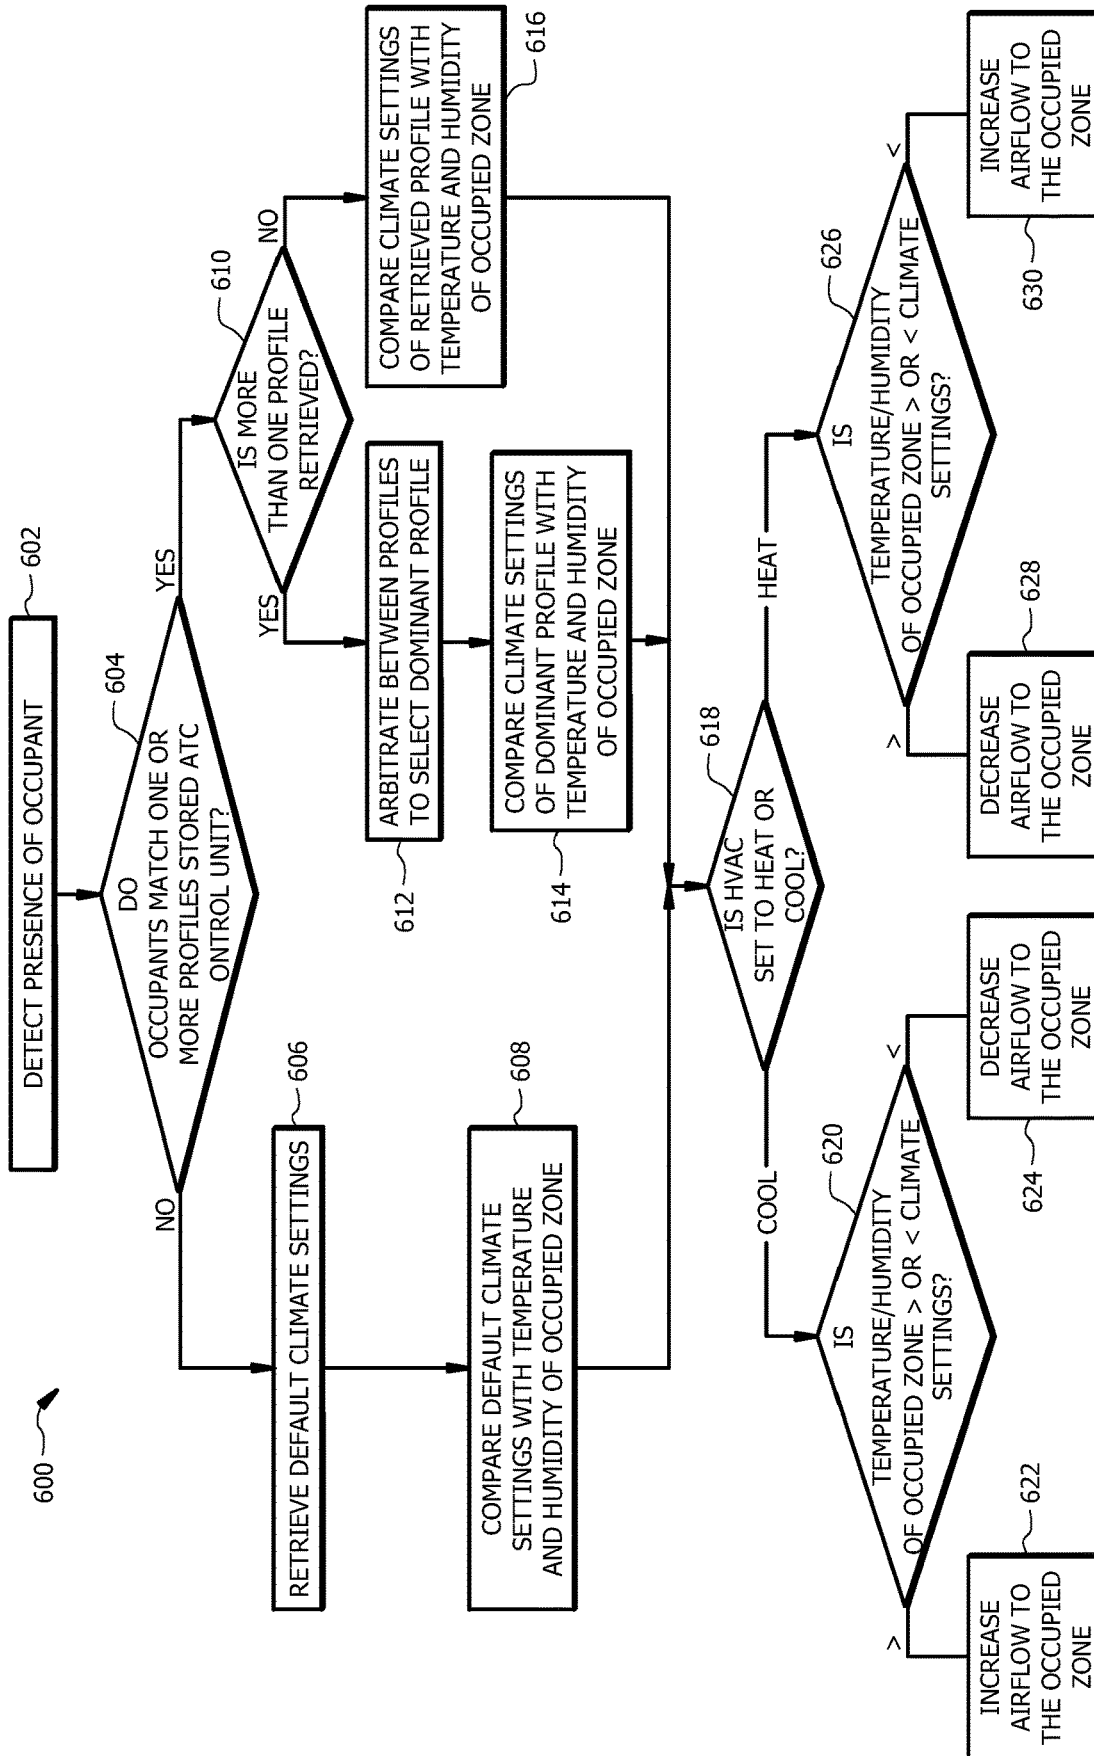 600
DETECT PRESENCE OF OCCUPANT
602
DO
OCCUPANTS MATCH ONE OR
MORE PROFILES STORED ATC
ONTROL UNIT?
604
NO
YES
RETRIEVE DEFAULT CLIMATE SETTINGS
606
COMPARE DEFAULT CLIMATE
SETTINGS WITH TEMPERATURE
AND HUMIDITY OF OCCUPIED ZONE
608
IS MORE
THAN ONE PROFILE
RETRIEVED?
610
YES
NO
ARBITRATE BETWEEN PROFILES
TO SELECT DOMINANT PROFILE
612
COMPARE CLIMATE SETTINGS
OF DOMINANT PROFILE WITH
TEMPERATURE AND HUMIDITY
OF OCCUPIED ZONE
614
COMPARE CLIMATE SETTINGS
OF RETRIEVED PROFILE WITH
TEMPERATURE AND HUMIDITY
OF OCCUPIED ZONE
616
IS HVAC
SET TO HEAT OR
COOL?
618
COOL
HEAT
IS
TEMPERATURE/HUMIDITY
OF OCCUPIED ZONE > OR < CLIMATE
SETTINGS?
620
>
<
INCREASE
AIRFLOW TO
THE OCCUPIED
ZONE
622
DECREASE
AIRFLOW TO
THE OCCUPIED
ZONE
624
IS
TEMPERATURE/HUMIDITY
OF OCCUPIED ZONE > OR < CLIMATE
SETTINGS?
626
>
<
DECREASE
AIRFLOW TO
THE OCCUPIED
ZONE
628
INCREASE
AIRFLOW TO
THE OCCUPIED
ZONE
630